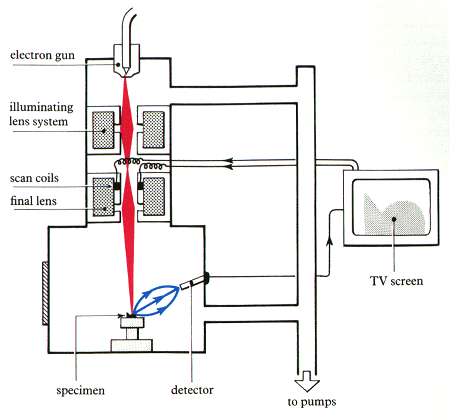 electron gun
illuminating
lens system
scan coils
final lens
TV screen
specimen
detector
to pumps